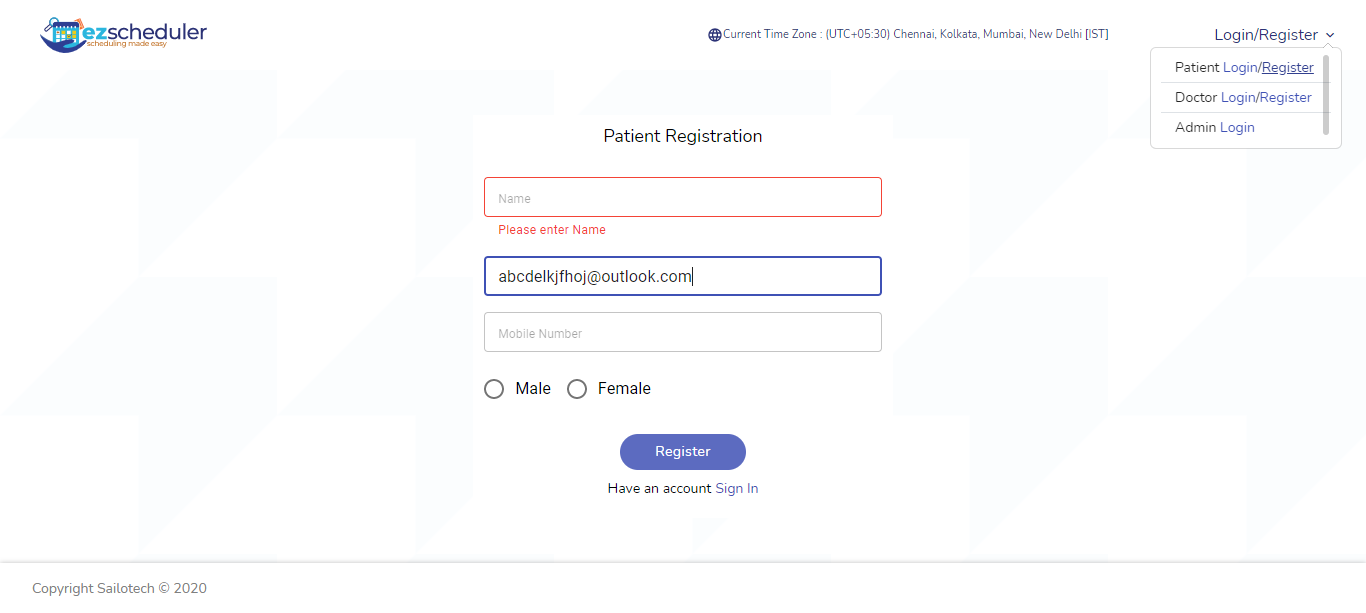 ezscheduler
scheduling made easy
Current Time Zone : (UTC+05:30) Chennai, Kolkata, Mumbai, New Delhi [IST]
Login/Register
Patient Login/Register
Doctor Login/Register
Admin Login
Patient Registration
Name
Please enter Name
abcdelkjfhoj@outlook.com
Mobile Number
Male Female
Register
Have an account Sign In
Copyright Sailotech © 2020